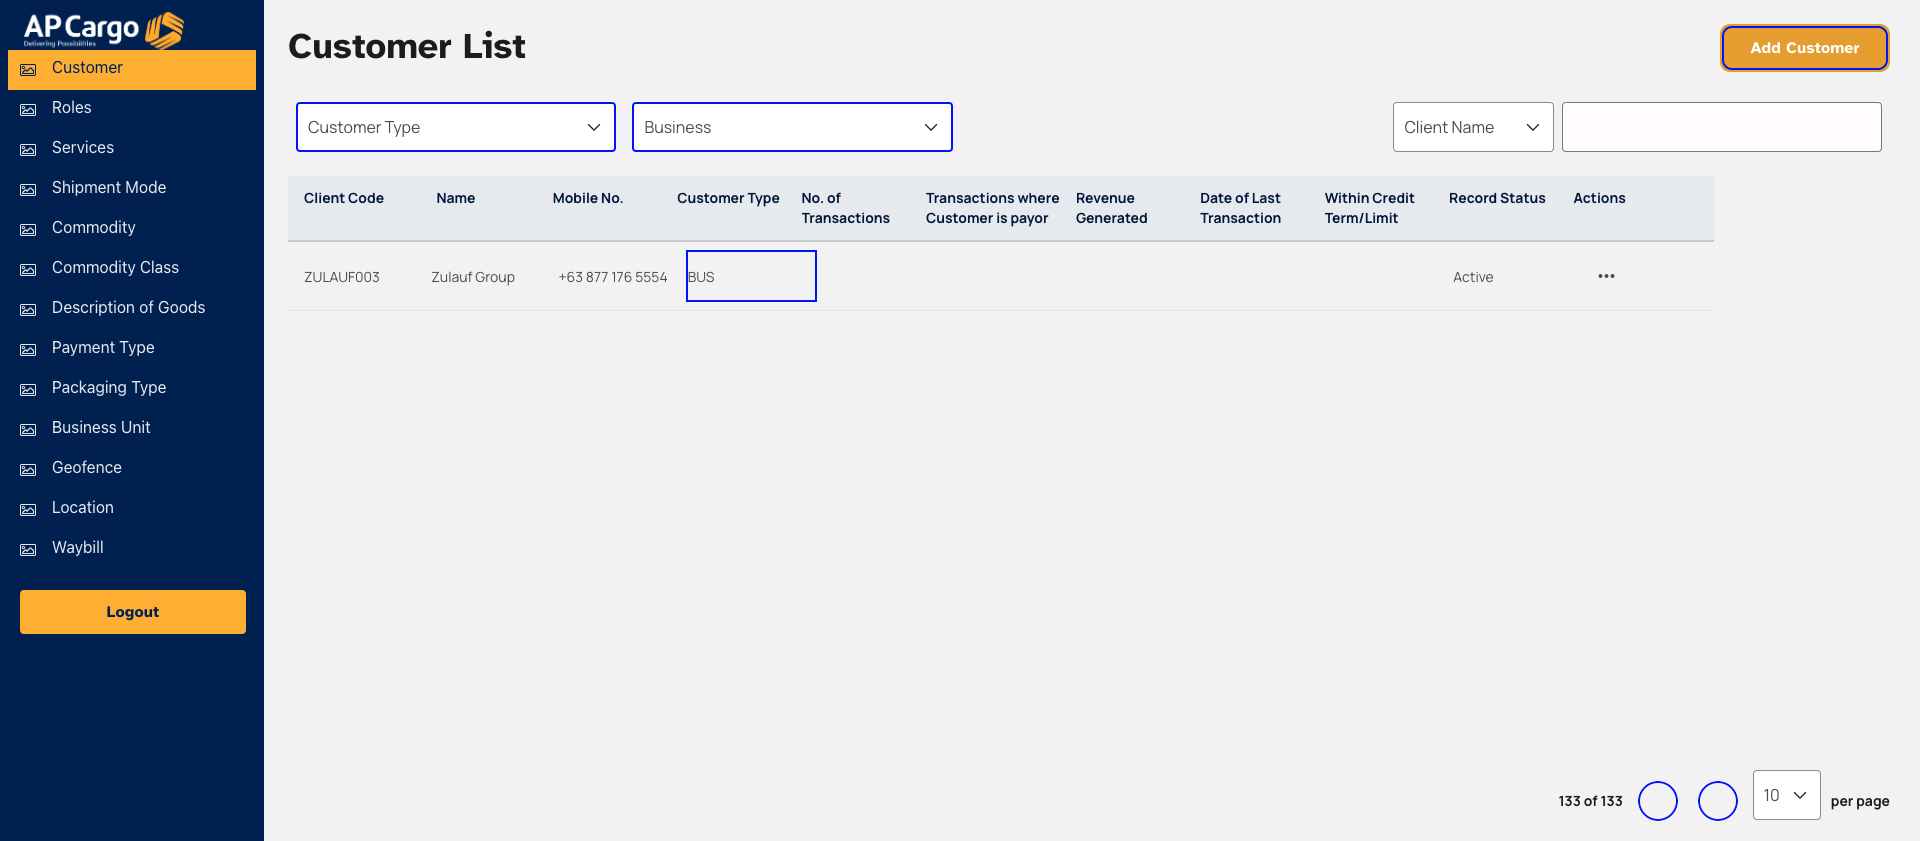 AP Cargo
Delivering Possibilities
Customer
Roles
Services
Shipment Mode
Commodity
Commodity Class
Description of Goods
Payment Type
Packaging Type
Business Unit
Geofence
Location
Waybill
Logout
Customer List
Add Customer
Customer Type
Business
Client Name
Client Code Name Mobile No. Customer Type No. of Transactions Transactions where Customer is payor Revenue Generated Date of Last Transaction Within Credit Term/Limit Record Status Actions
ZULAUF003 Zulauf Group +63 877 176 5554 BUS Active •••
133 of 133 10 per page